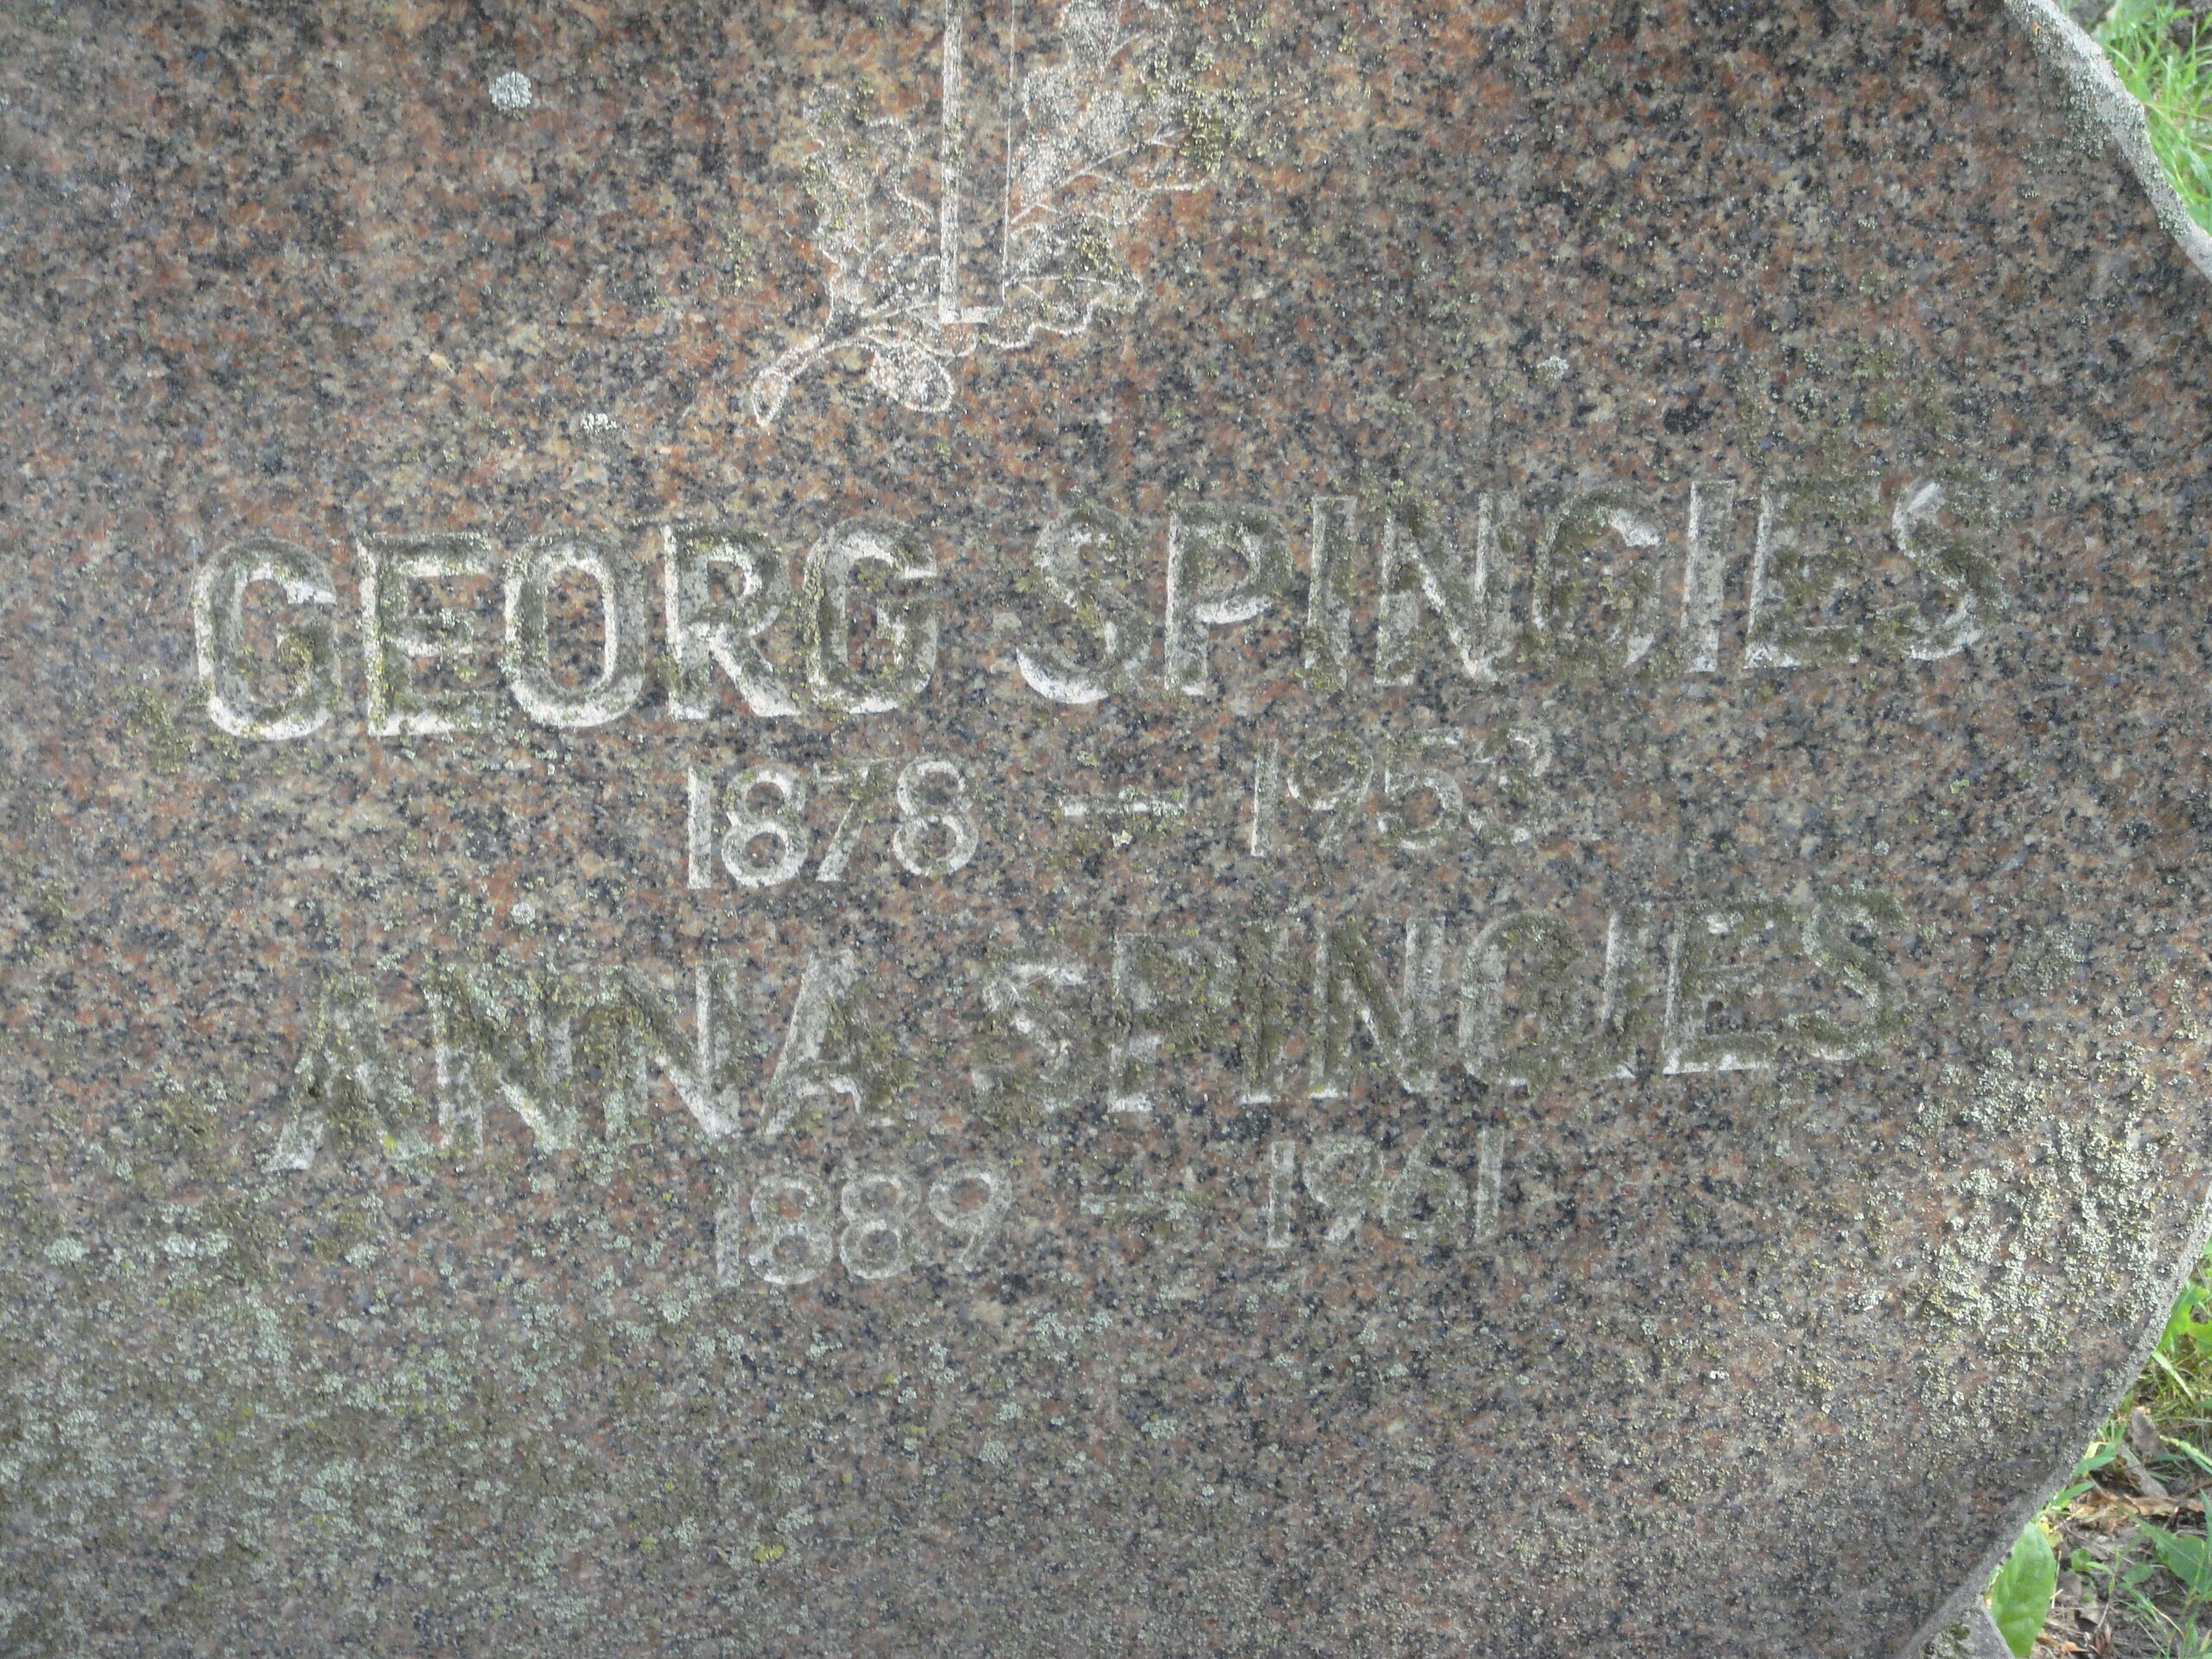 GEORG SPINGIES
1878 – 1953
ANNA SPINGIES
1889 – 1961